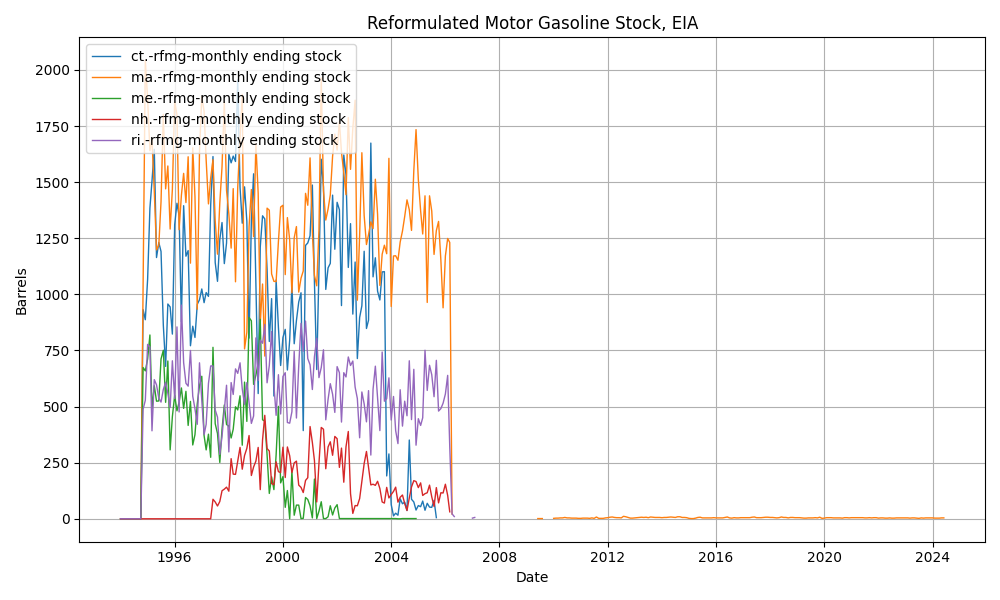 Reformulated Motor Gasoline Stock, EIA
ct.-rfmg-monthly ending stock
ma.-rfmg-monthly ending stock
me.-rfmg-monthly ending stock
nh.-rfmg-monthly ending stock
ri.-rfmg-monthly ending stock
Barrels
2000
1750
1500
1250
1000
750
500
250
0
1996
2000
2004
2008
2012
2016
2020
2024
Date